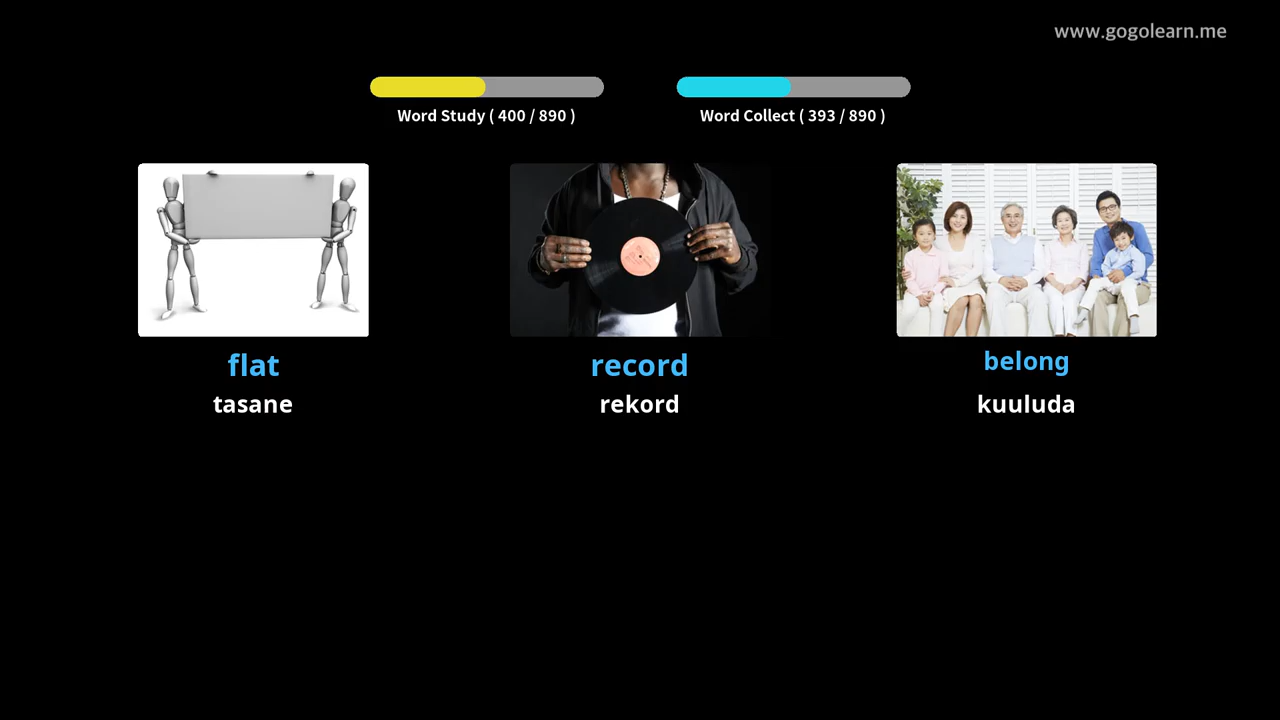 www.gogolearn.me
Word Study ( 400 / 890 )
Word Collect ( 393 / 890 )
flat
tasane
record
rekord
belong
kuuluda